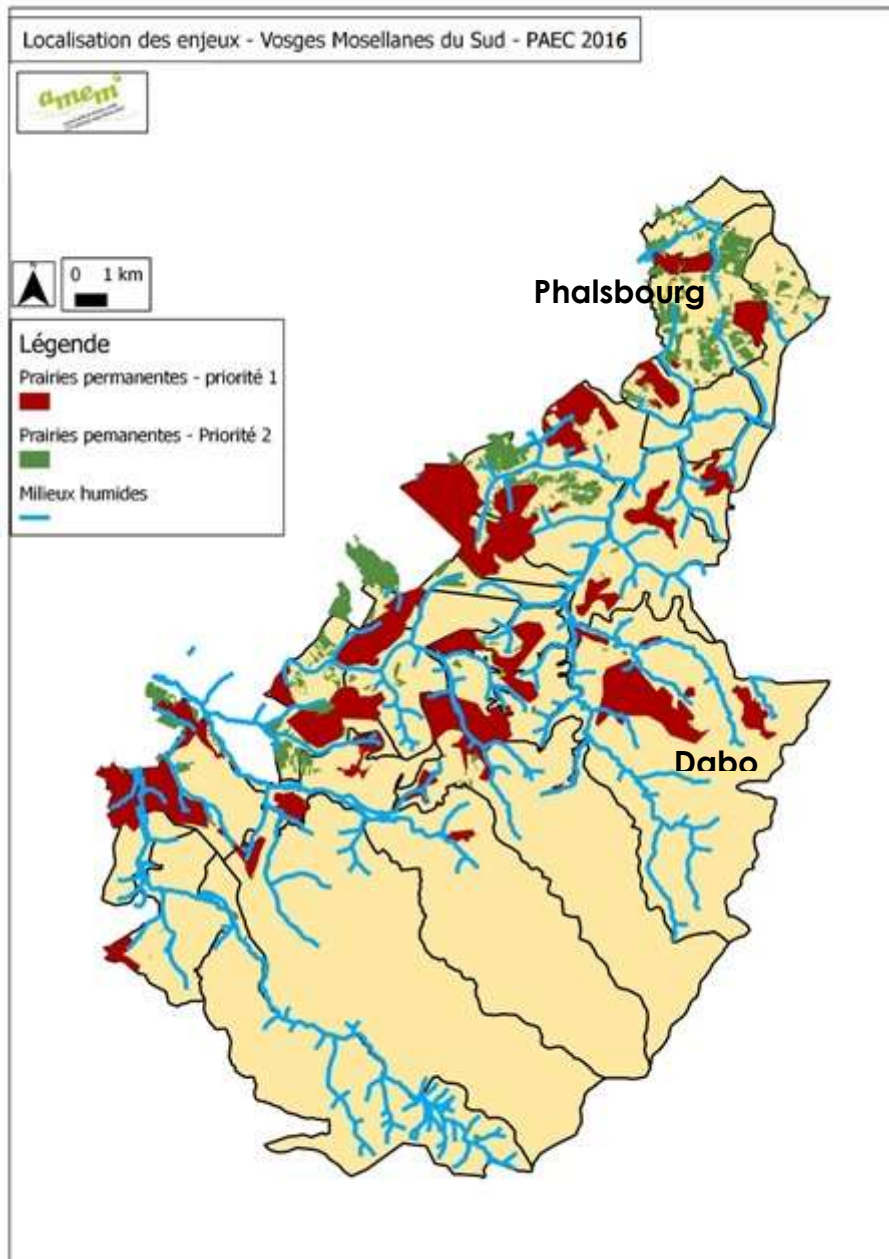 Localisation des enjeux - Vosges Mosellanes du Sud - PAEC 2016
amem
0 1 km
Phalsbourg
Légende
Prairies permanentes - priorité 1
Prairies pemanentes - Priorité 2
Milieux humides
Dabo